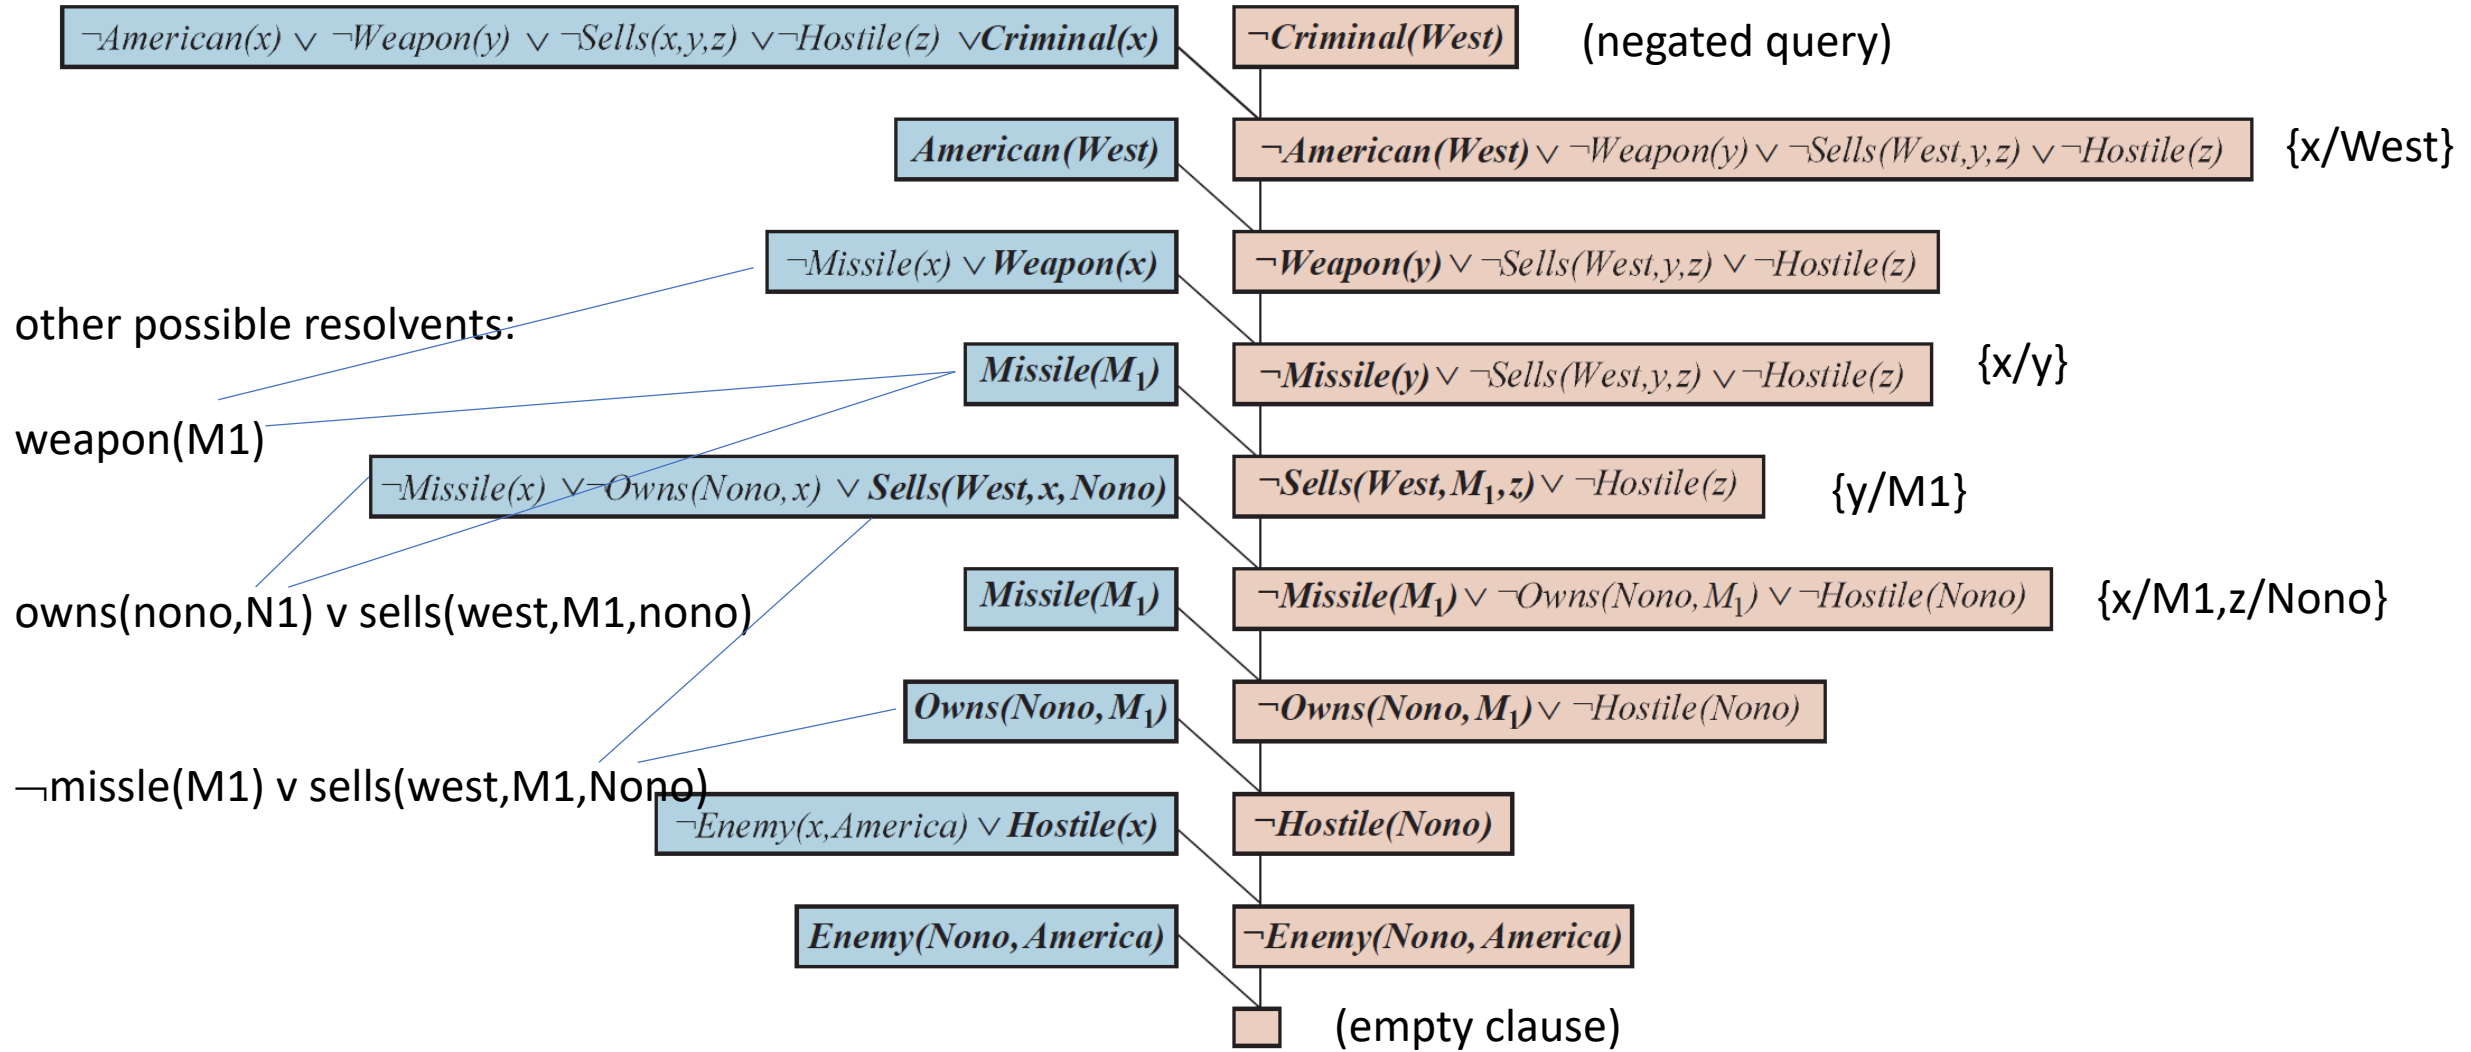 ¬American(x) ∨ ¬Weapon(y) ∨ ¬Sells(x,y,z) ∨ ¬Hostile(z) ∨ Criminal(x)
¬Criminal(West)
(negated query)
American(West)
¬American(West) ∨ ¬Weapon(y) ∨ ¬Sells(West,y,z) ∨ ¬Hostile(z)
{x/West}
¬Missile(x) ∨ Weapon(x)
¬Weapon(y) ∨ ¬Sells(West,y,z) ∨ ¬Hostile(z)
other possible resolvents:
Missile(M₁)
¬Missile(y) ∨ ¬Sells(West,y,z) ∨ ¬Hostile(z)
{x/y}
weapon(M1)
¬Missile(x) ∨ ¬Owns(Nono,x) ∨ Sells(West,x,Nono)
¬Sells(West,M₁,z) ∨ ¬Hostile(z)
{y/M1}
owns(nono,N1) v sells(west,M1,nono)
Missile(M₁)
¬Missile(M₁) ∨ ¬Owns(Nono,M₁) ∨ ¬Hostile(Nono)
{x/M1,z/Nono}
Owns(Nono,M₁)
¬Owns(Nono,M₁) ∨ ¬Hostile(Nono)
¬missle(M1) v sells(west,M1,Nono)
¬Enemy(x,America) ∨ Hostile(x)
¬Hostile(Nono)
Enemy(Nono,America)
¬Enemy(Nono,America)
(empty clause)